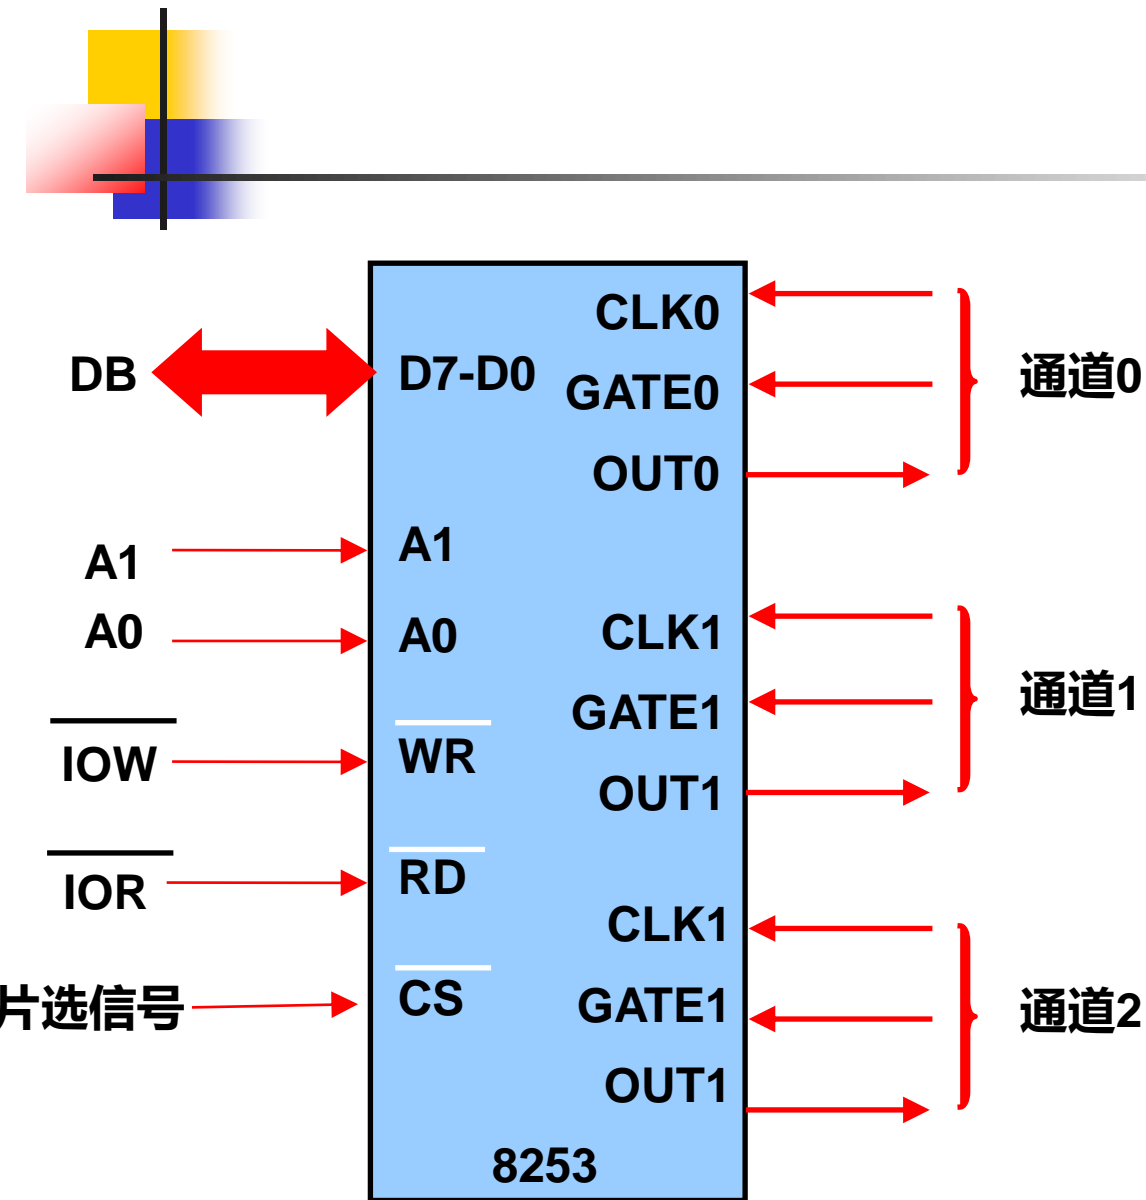 DB
D7-D0
CLK0
GATE0
OUT0
通道0
A1
A0
IOW
IOR
片选信号
A1
A0
WR
RD
CS
CLK1
GATE1
OUT1
通道1
CLK1
GATE1
OUT1
通道2
8253